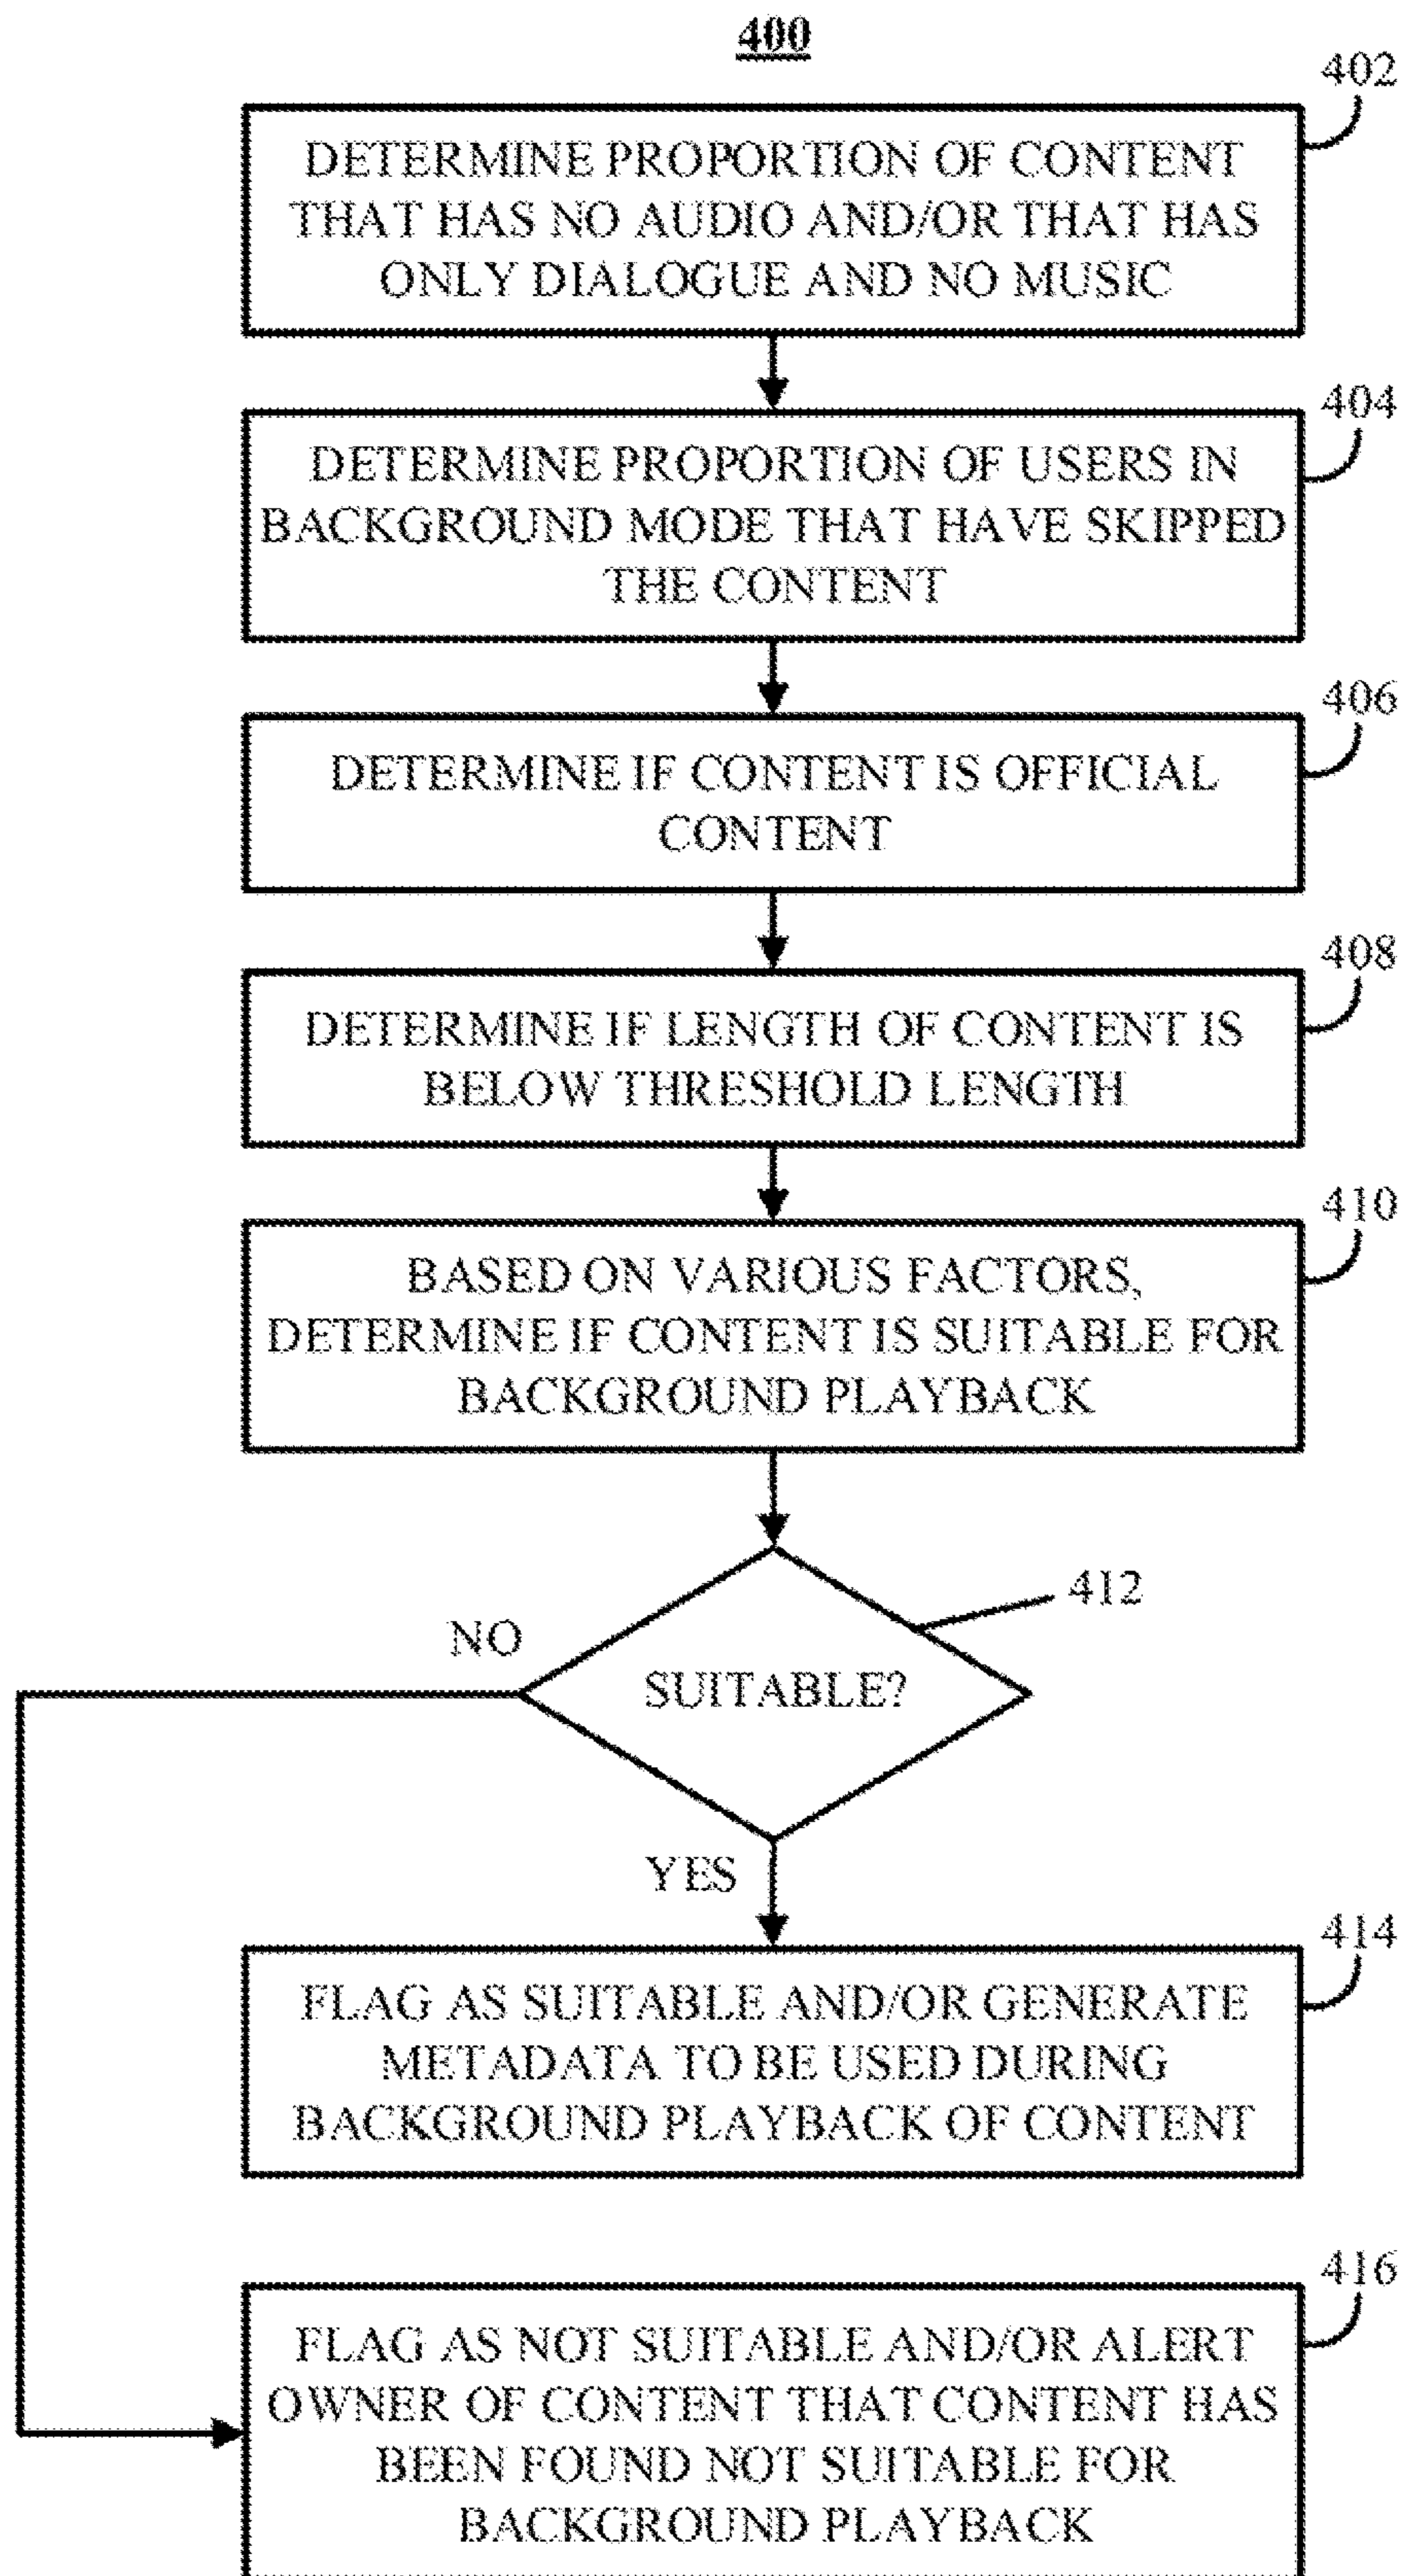 400
402
DETERMINE PROPORTION OF CONTENT
THAT HAS NO AUDIO AND/OR THAT HAS
ONLY DIALOGUE AND NO MUSIC
404
DETERMINE PROPORTION OF USERS IN
BACKGROUND MODE THAT HAVE SKIPPED
THE CONTENT
406
DETERMINE IF CONTENT IS OFFICIAL
CONTENT
408
DETERMINE IF LENGTH OF CONTENT IS
BELOW THRESHOLD LENGTH
410
BASED ON VARIOUS FACTORS,
DETERMINE IF CONTENT IS SUITABLE FOR
BACKGROUND PLAYBACK
412
NO
SUITABLE?
YES
414
FLAG AS SUITABLE AND/OR GENERATE
METADATA TO BE USED DURING
BACKGROUND PLAYBACK OF CONTENT
416
FLAG AS NOT SUITABLE AND/OR ALERT
OWNER OF CONTENT THAT CONTENT HAS
BEEN FOUND NOT SUITABLE FOR
BACKGROUND PLAYBACK